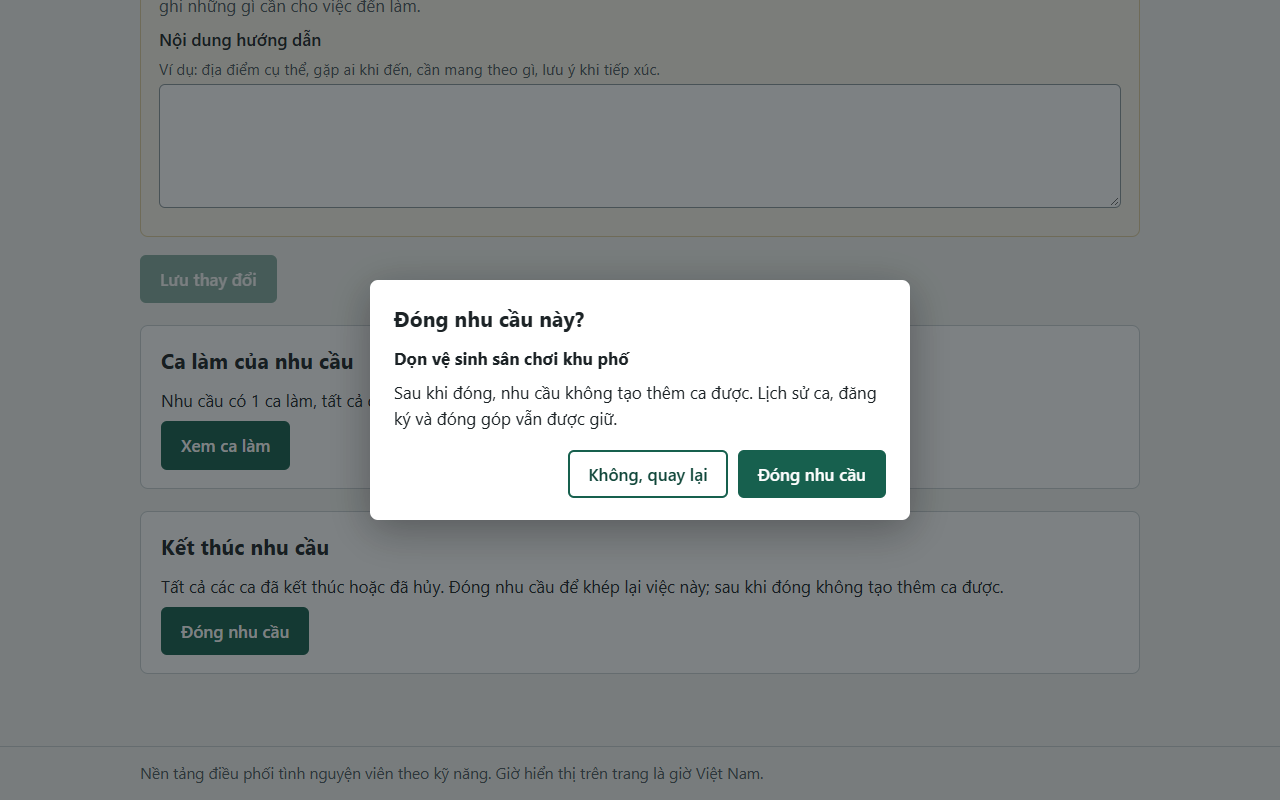 ghi những gì cần cho việc đến làm.
Nội dung hướng dẫn
Ví dụ: địa điểm cụ thể, gặp ai khi đến, cần mang theo gì, lưu ý khi tiếp xúc.
Lưu thay đổi
Đóng nhu cầu này?
Dọn vệ sinh sân chơi khu phố
Sau khi đóng, nhu cầu không tạo thêm ca được. Lịch sử ca, đăng
ký và đóng góp vẫn được giữ.
Không, quay lại
Đóng nhu cầu
Ca làm của nhu cầu
Nhu cầu có 1 ca làm, tất cả
Xem ca làm
Kết thúc nhu cầu
Tất cả các ca đã kết thúc hoặc đã hủy. Đóng nhu cầu để khép lại việc này; sau khi đóng không tạo thêm ca được.
Đóng nhu cầu
Nền tảng điều phối tình nguyện viên theo kỹ năng. Giờ hiển thị trên trang là giờ Việt Nam.